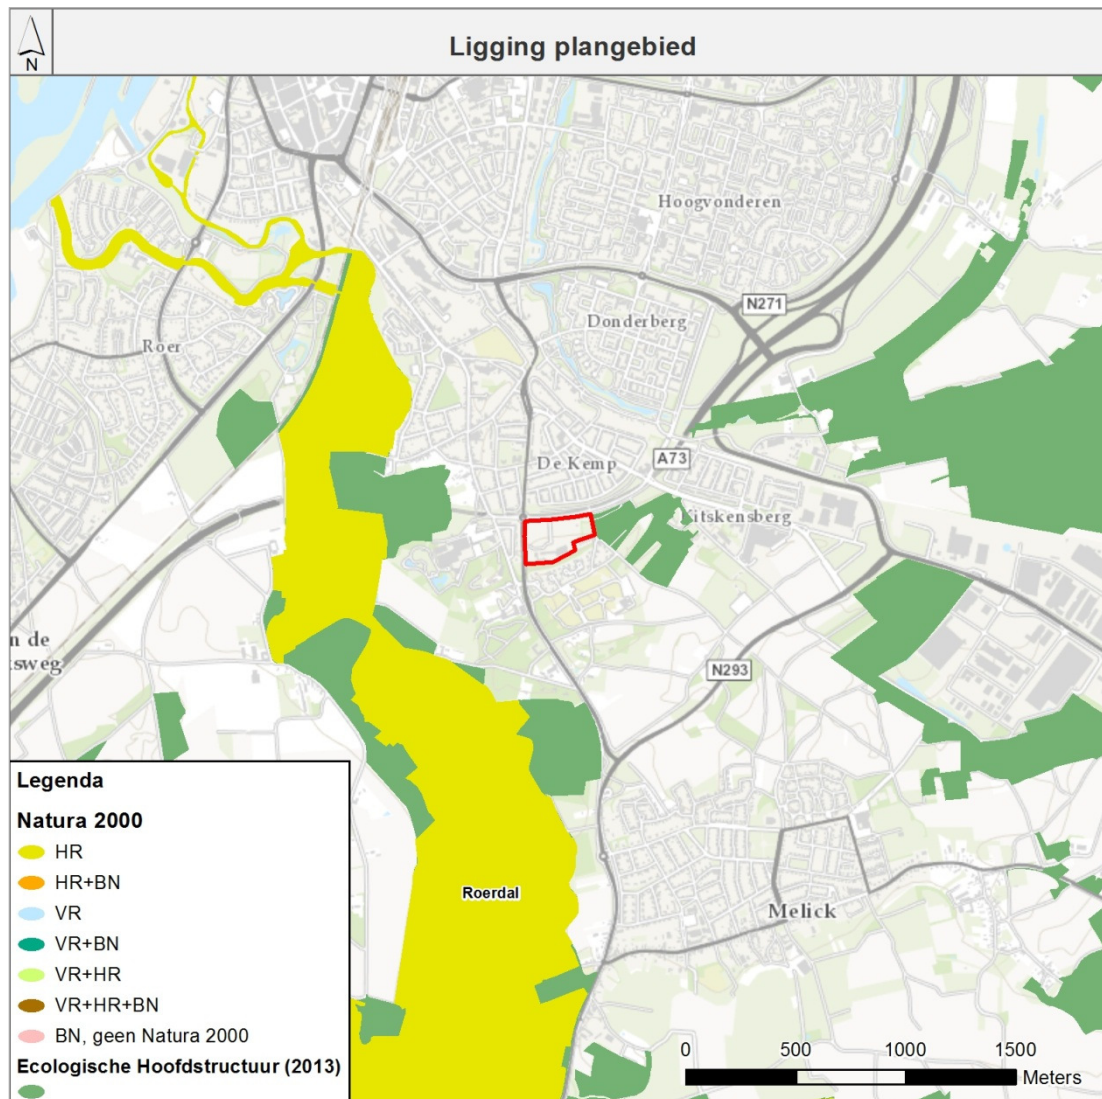 N
Ligging plangebied
Hoogvonderen
N271
Donderberg
Roer
De Kemp
A73
Kitskensberg
n de
sweg
N293
Legenda
Natura 2000
HR
HR+BN
VR
VR+BN
VR+HR
VR+HR+BN
BN, geen Natura 2000
Ecologische Hoofdstructuur (2013)
Roerdal
Melick
0 500 1000 1500
Meters